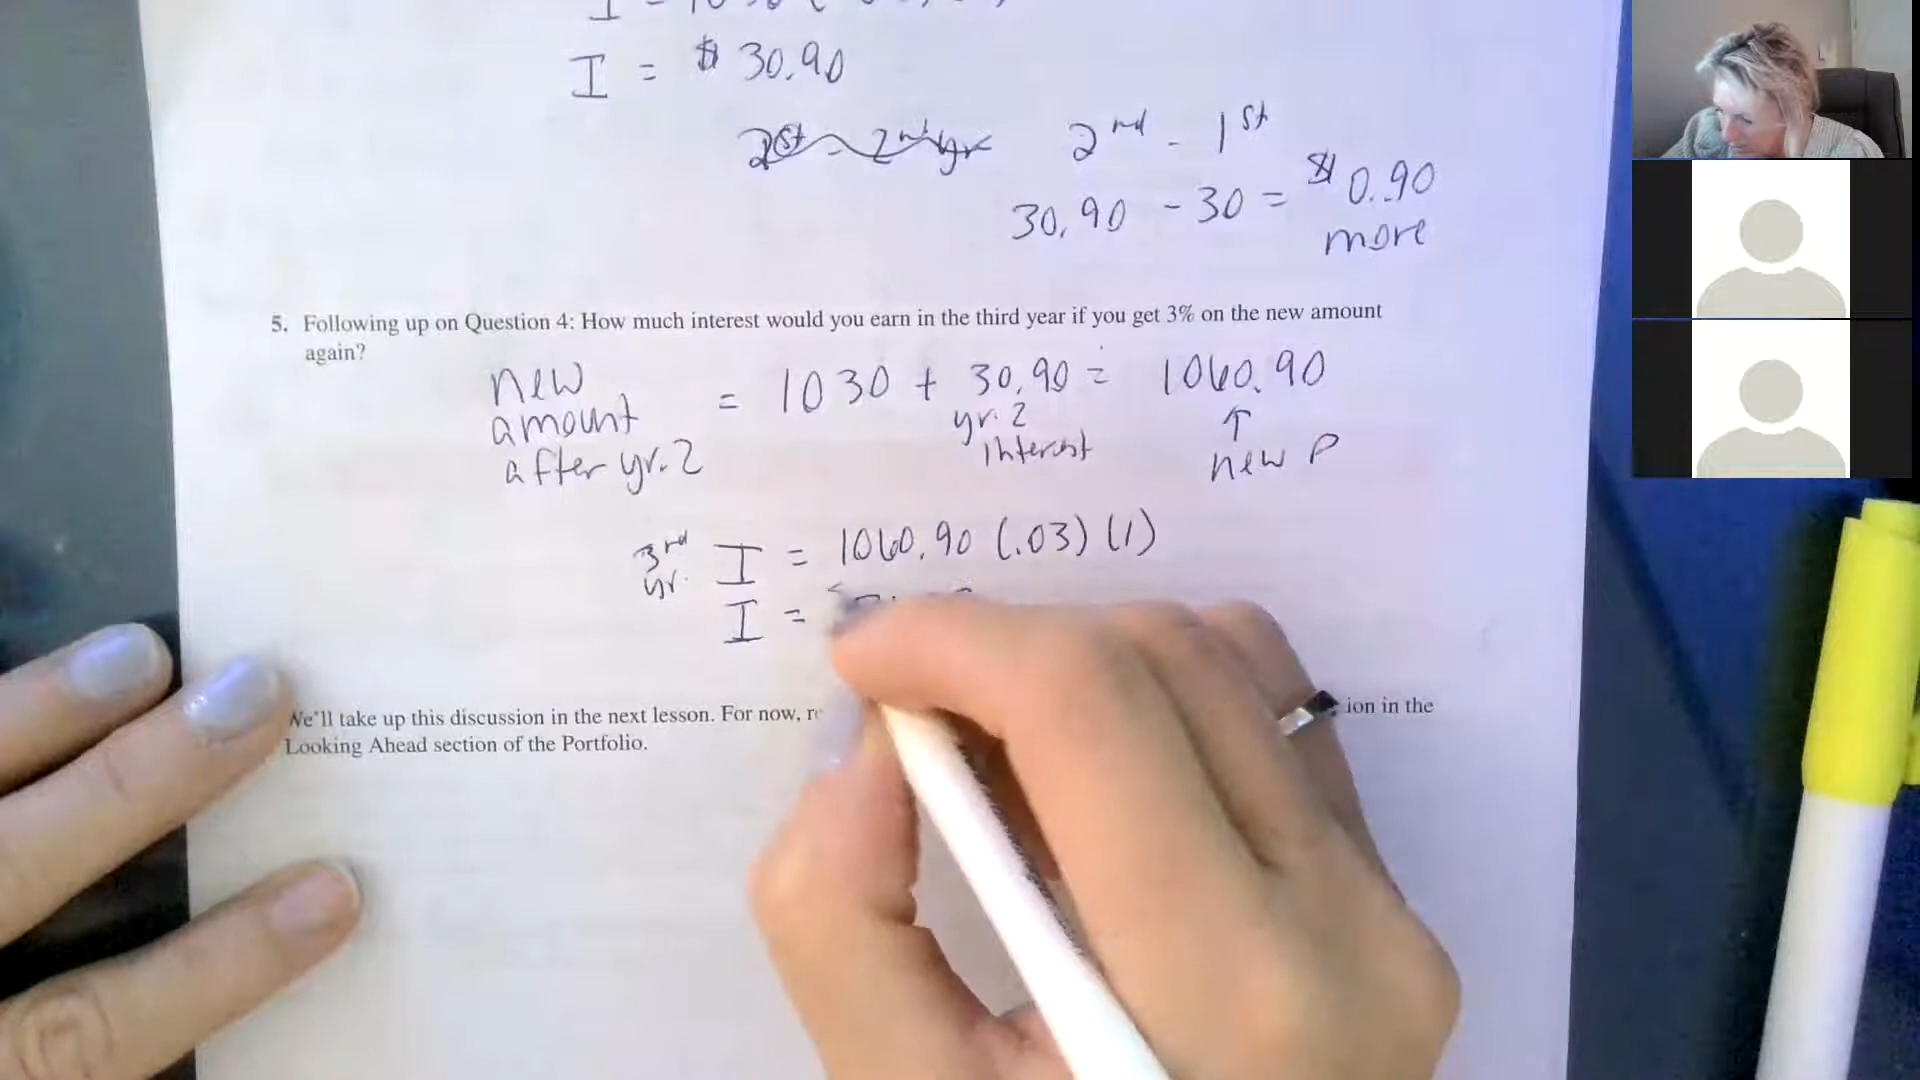 I = $ 30.90
2nd - 1st
30.90 - 30 = $ 0.90
more
5. Following up on Question 4: How much interest would you earn in the third year if you get 3% on the new amount
again?
new
amount
after yr. 2
= 1030 + 30.90 = 1060.90
yr. 2
interest
↑
new P
3rd
yr.
I = 1060.90 (.03) (1)
I =
We'll take up this discussion in the next lesson. For now, ion in the
Looking Ahead section of the Portfolio.